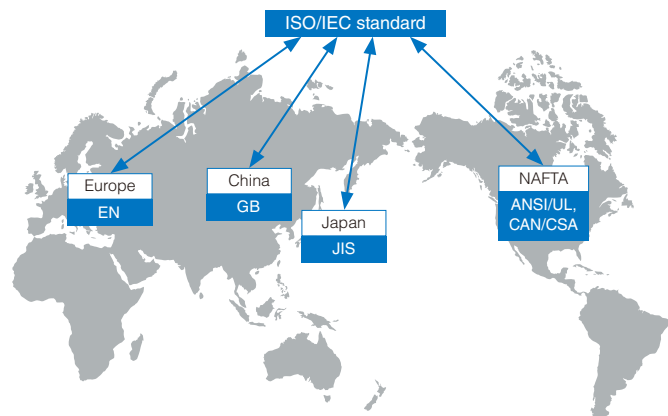 ISO/IEC standard
Europe
EN
China
GB
Japan
JIS
NAFTA
ANSI/UL,
CAN/CSA